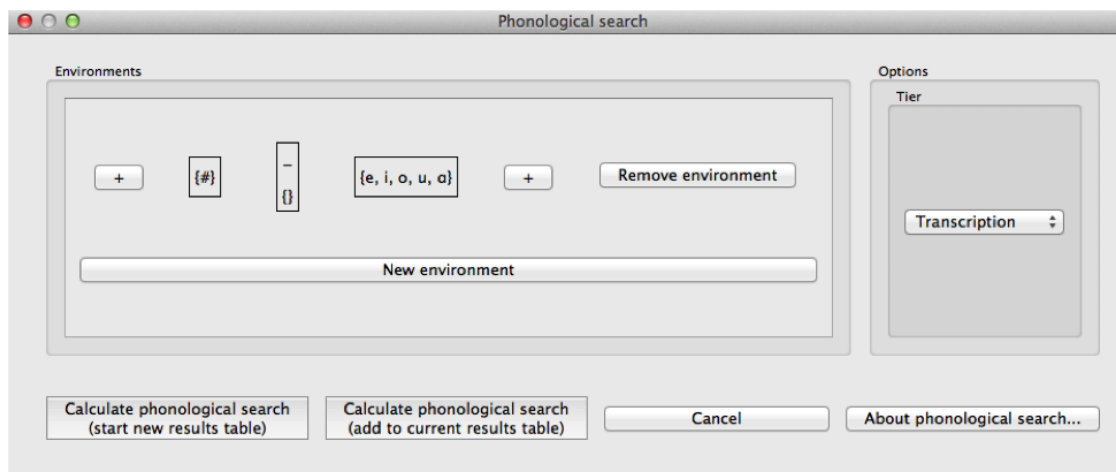 Phonological search
Environments
Options
Tier
+ {#} _ {e, i, o, u, ɑ} + Remove environment
{}
Transcription
New environment
Calculate phonological search
(start new results table)
Calculate phonological search
(add to current results table)
Cancel
About phonological search...